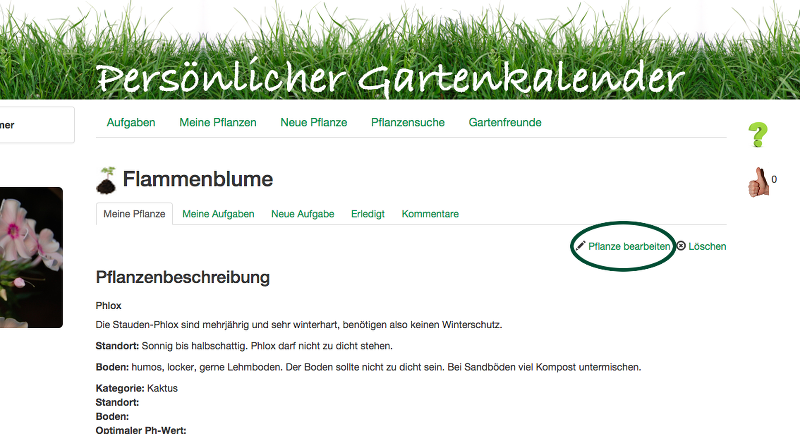 Persönlicher Gartenkalender
mer
Aufgaben Meine Pflanzen Neue Pflanze Pflanzensuche Gartenfreunde
?
0
Flammenblume
Meine Pflanze Meine Aufgaben Neue Aufgabe Erledigt Kommentare
Pflanze bearbeiten Löschen
Pflanzenbeschreibung
Phlox
Die Stauden-Phlox sind mehrjährig und sehr winterhart, benötigen also keinen Winterschutz.
Standort: Sonnig bis halbschattig. Phlox darf nicht zu dicht stehen.
Boden: humos, locker, gerne Lehmboden. Der Boden sollte nicht zu dicht sein. Bei Sandböden viel Kompost untermischen.
Kategorie: Kaktus
Standort:
Boden:
Optimaler Ph-Wert: